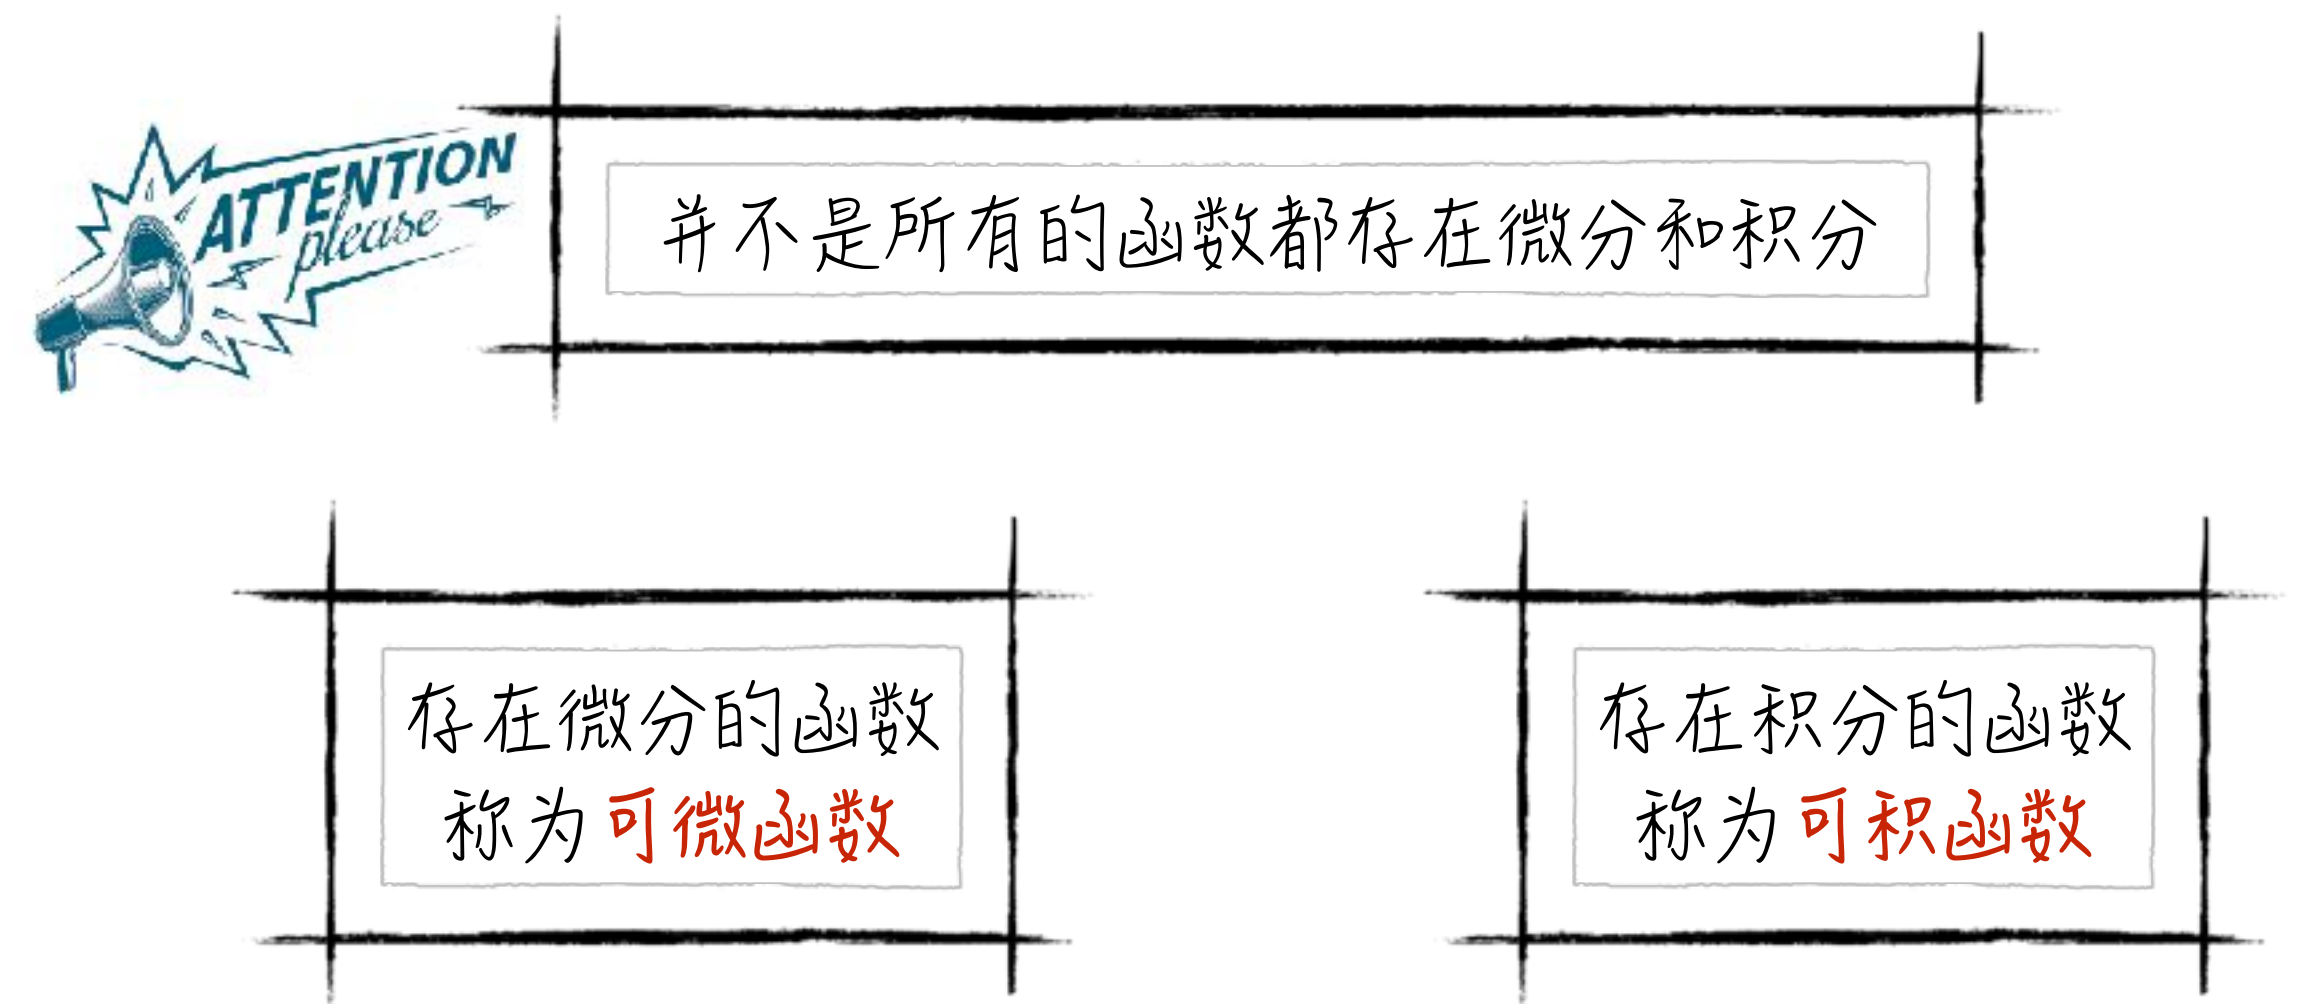 ATTENTION
please
并不是所有的函数都存在微分和积分
存在微分的函数
称为可微函数
存在积分的函数
称为可积函数